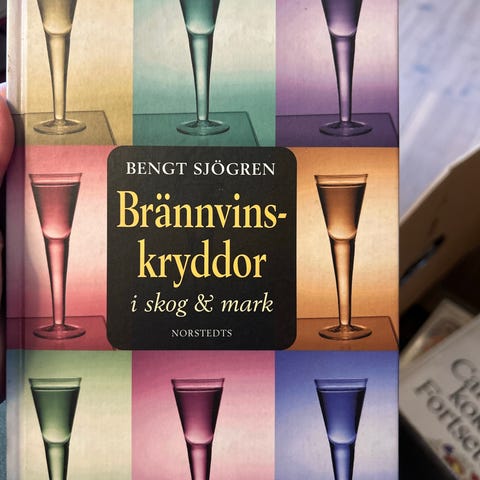 BENGT SJÖGREN
Brännvins-
kryddor
i skog & mark
NORSTEDTS